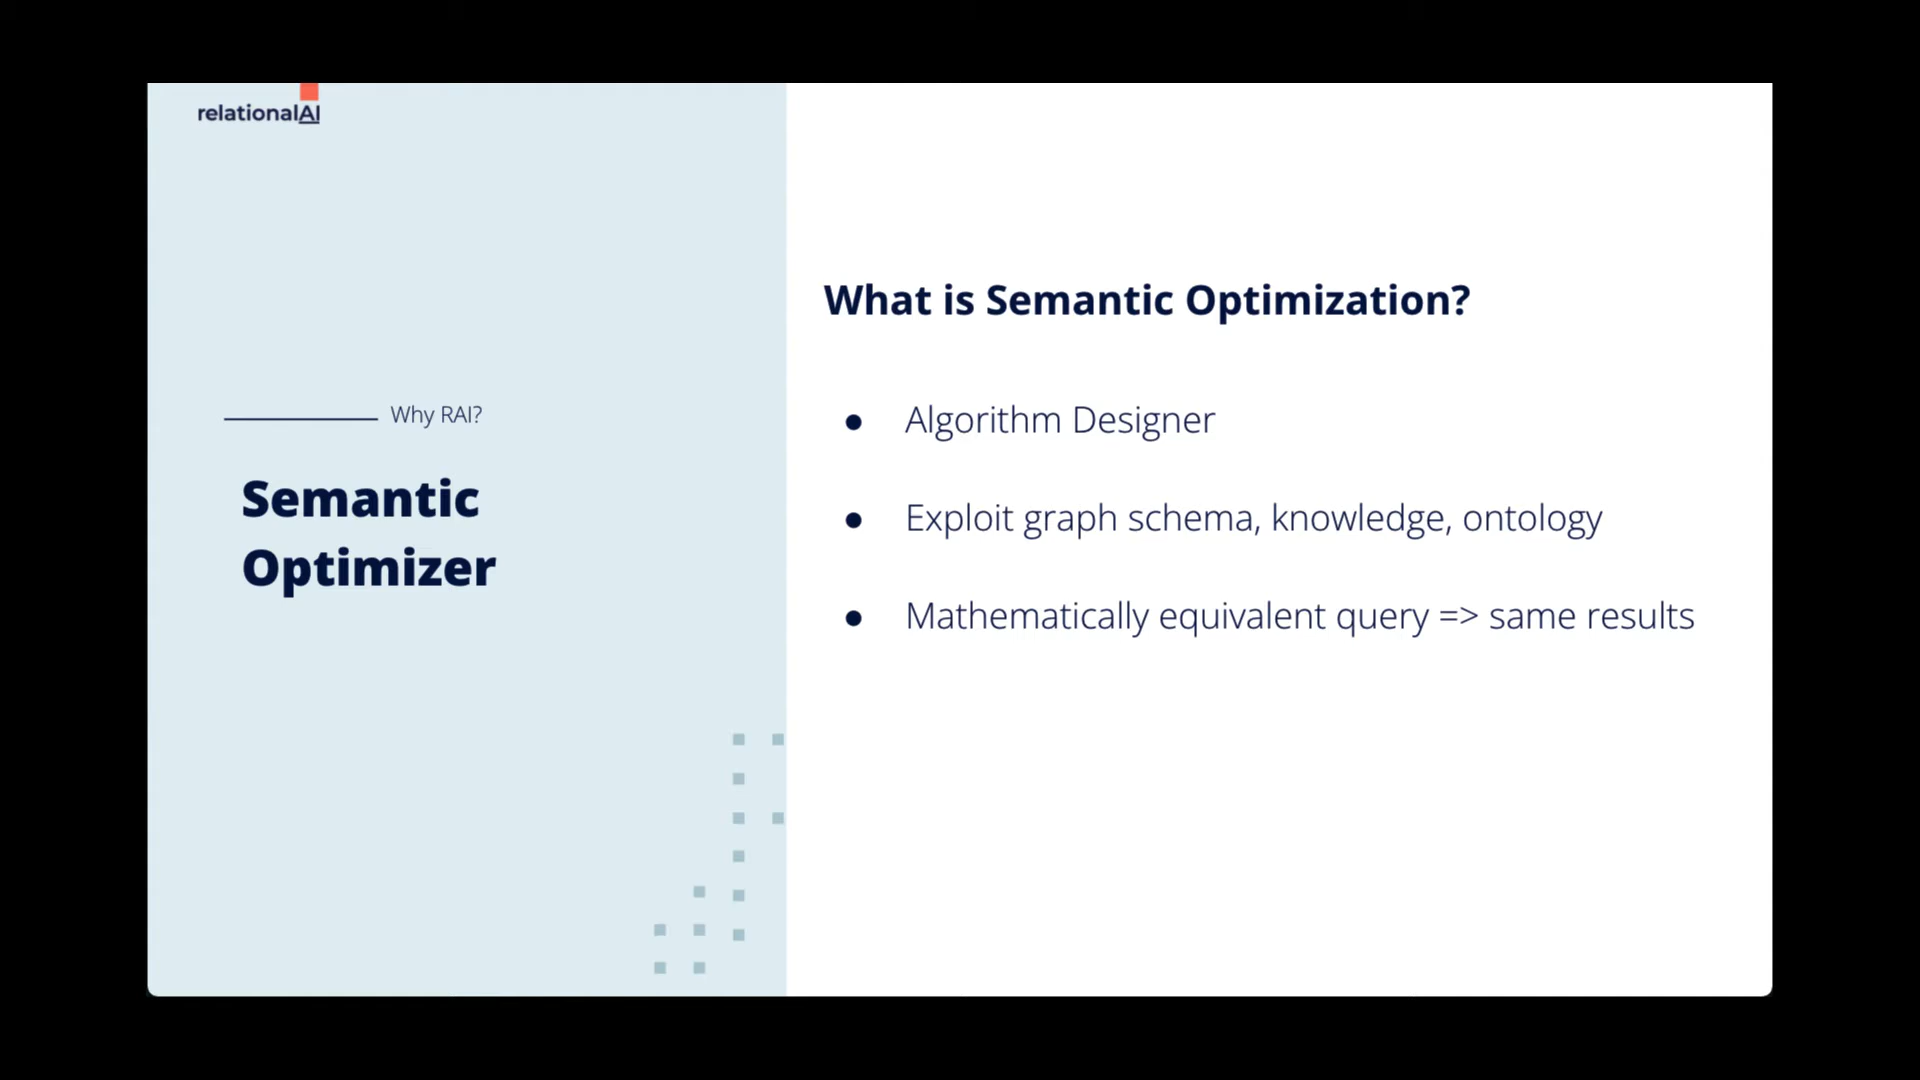 relationalAI
Why RAI?
Semantic
Optimizer
What is Semantic Optimization?
● Algorithm Designer
● Exploit graph schema, knowledge, ontology
● Mathematically equivalent query => same results